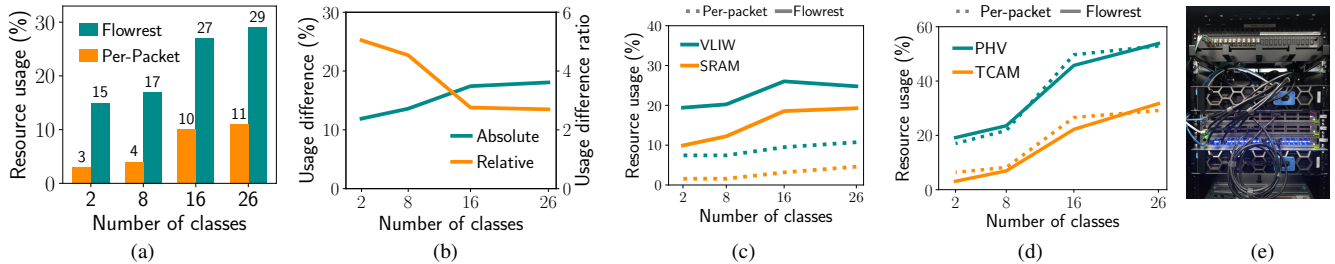 Resource usage (%)
30
20
10
0
Flowrest
Per-Packet
3
15
4
17
10
27
11
29
2
8
16
26
Number of classes
(a)
Usage difference (%)
30
20
10
0
Absolute
Relative
6
4
2
0
Usage difference ratio
2
8
16
26
Number of classes
(b)
Per-packet
Flowrest
Resource usage (%)
40
30
20
10
0
VLIW
SRAM
2
8
16
26
Number of classes
(c)
Per-packet
Flowrest
Resource usage (%)
60
40
20
0
PHV
TCAM
2
8
16
26
Number of classes
(d)
(e)